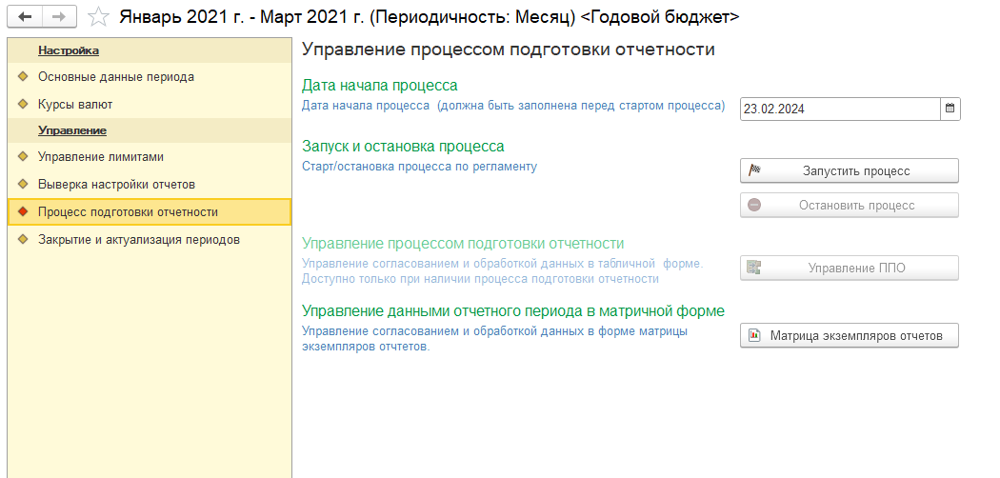 Январь 2021 г. - Март 2021 г. (Периодичность: Месяц) <Годовой бюджет>
Настройка
Основные данные периода
Курсы валют
Управление
Управление лимитами
Выверка настройки отчетов
Процесс подготовки отчетности
Закрытие и актуализация периодов
Управление процессом подготовки отчетности
Дата начала процесса
Дата начала процесса (должна быть заполнена перед стартом процесса)
23.02.2024
Запуск и остановка процесса
Старт/остановка процесса по регламенту
Запустить процесс
Остановить процесс
Управление процессом подготовки отчетности
Управление согласованием и обработкой данных в табличной форме.
Доступно только при наличии процесса подготовки отчетности
Управление ППО
Управление данными отчетного периода в матричной форме
Управление согласованием и обработкой данных в форме матрицы
экземпляров отчтетов.
Матрица экземпляров отчетов